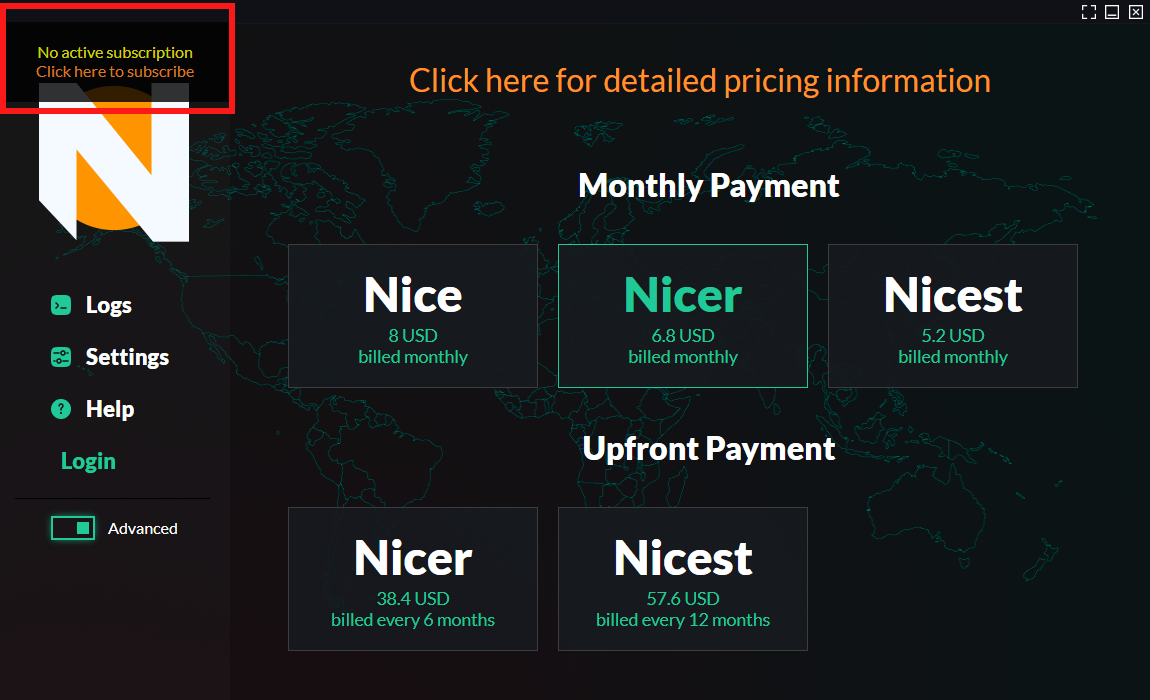 No active subscription
Click here to subscribe
Click here for detailed pricing information
N
Logs
Settings
Help
Login
Advanced
Monthly Payment
Nice
8 USD
billed monthly
Nicer
6.8 USD
billed monthly
Nicest
5.2 USD
billed monthly
Upfront Payment
Nicer
38.4 USD
billed every 6 months
Nicest
57.6 USD
billed every 12 months